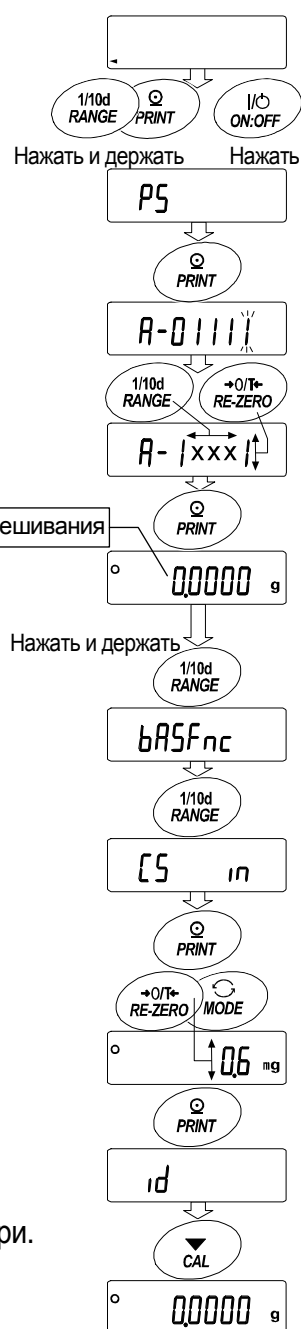 1/10d
RANGE
PRINT
I/⏻
ON:OFF
Нажать и держать
Нажать
PS
PRINT
A-01111
1/10d
RANGE
→0/T←
RE-ZERO
A-1xxx1
PRINT
ешивания
0.0000 g
Нажать и держать
1/10d
RANGE
bASFnc
1/10d
RANGE
CS in
PRINT
→0/T←
RE-ZERO
MODE
0.6 mg
PRINT
id
ри.
CAL
0.0000 g